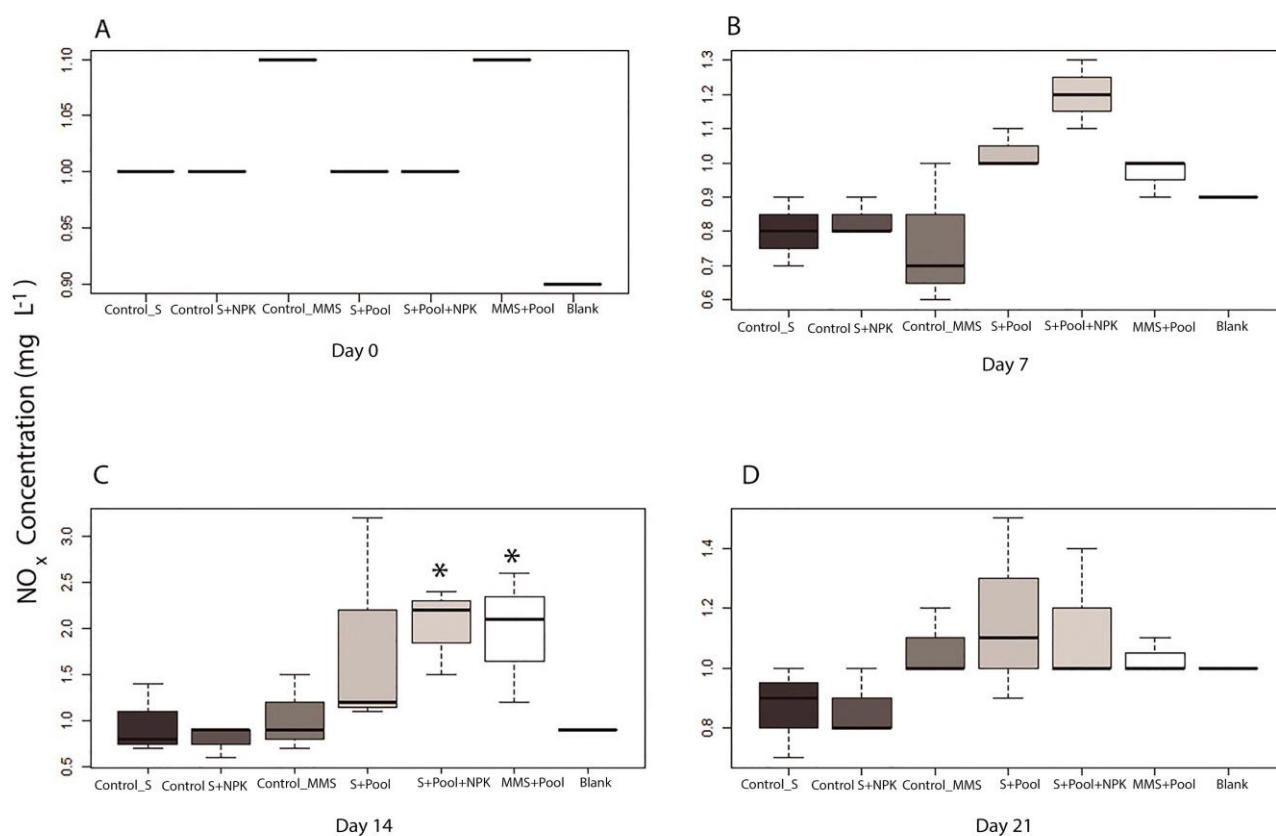 A
1.10
1.05
1.00
0.95
0.90
Control_S Control S+NPK Control_MMS S+Pool S+Pool+NPK MMS+Pool Blank
Day 0
B
1.3
1.2
1.1
1.0
0.9
0.8
0.7
0.6
Control_S Control S+NPK Control_MMS S+Pool S+Pool+NPK MMS+Pool Blank
Day 7
NOx Concentration (mg L-1)
C
3.0
2.5
2.0
1.5
1.0
0.5
* *
Control_S Control S+NPK Control_MMS S+Pool S+Pool+NPK MMS+Pool Blank
Day 14
D
1.4
1.2
1.0
0.8
Control_S Control S+NPK Control_MMS S+Pool S+Pool+NPK MMS+Pool Blank
Day 21